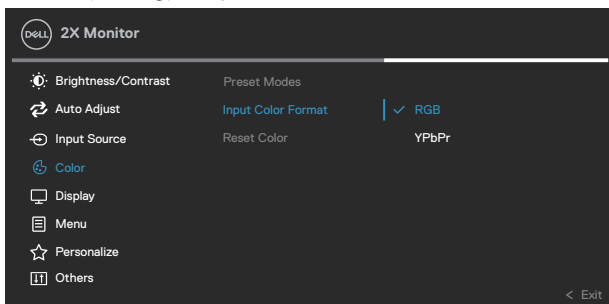 DELL 2X Monitor
Brightness/Contrast Preset Modes
Auto Adjust Input Color Format RGB
Input Source Reset Color YPbPr
Color
Display
Menu
Personalize
Others
< Exit